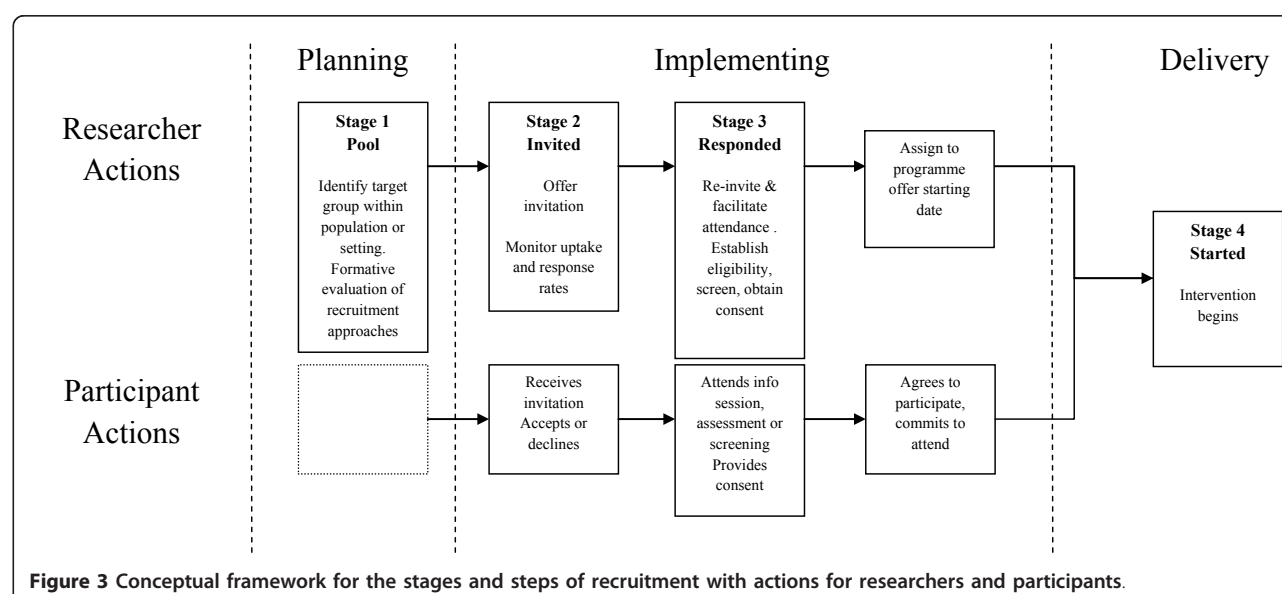 Planning
Implementing
Delivery
Researcher
Actions
Stage 1
Pool
Identify target
group within
population or
setting.
Formative
evaluation of
recruitment
approaches
Stage 2
Invited
Offer
invitation
Monitor uptake
and response
rates
Stage 3
Responded
Re-invite &
facilitate
attendance .
Establish
eligibility,
screen, obtain
consent
Assign to
programme
offer starting
date
Stage 4
Started
Intervention
begins
Participant
Actions
Receives
invitation
Accepts or
declines
Attends info
session,
assessment or
screening
Provides
consent
Agrees to
participate,
commits to
attend
Figure 3 Conceptual framework for the stages and steps of recruitment with actions for researchers and participants.